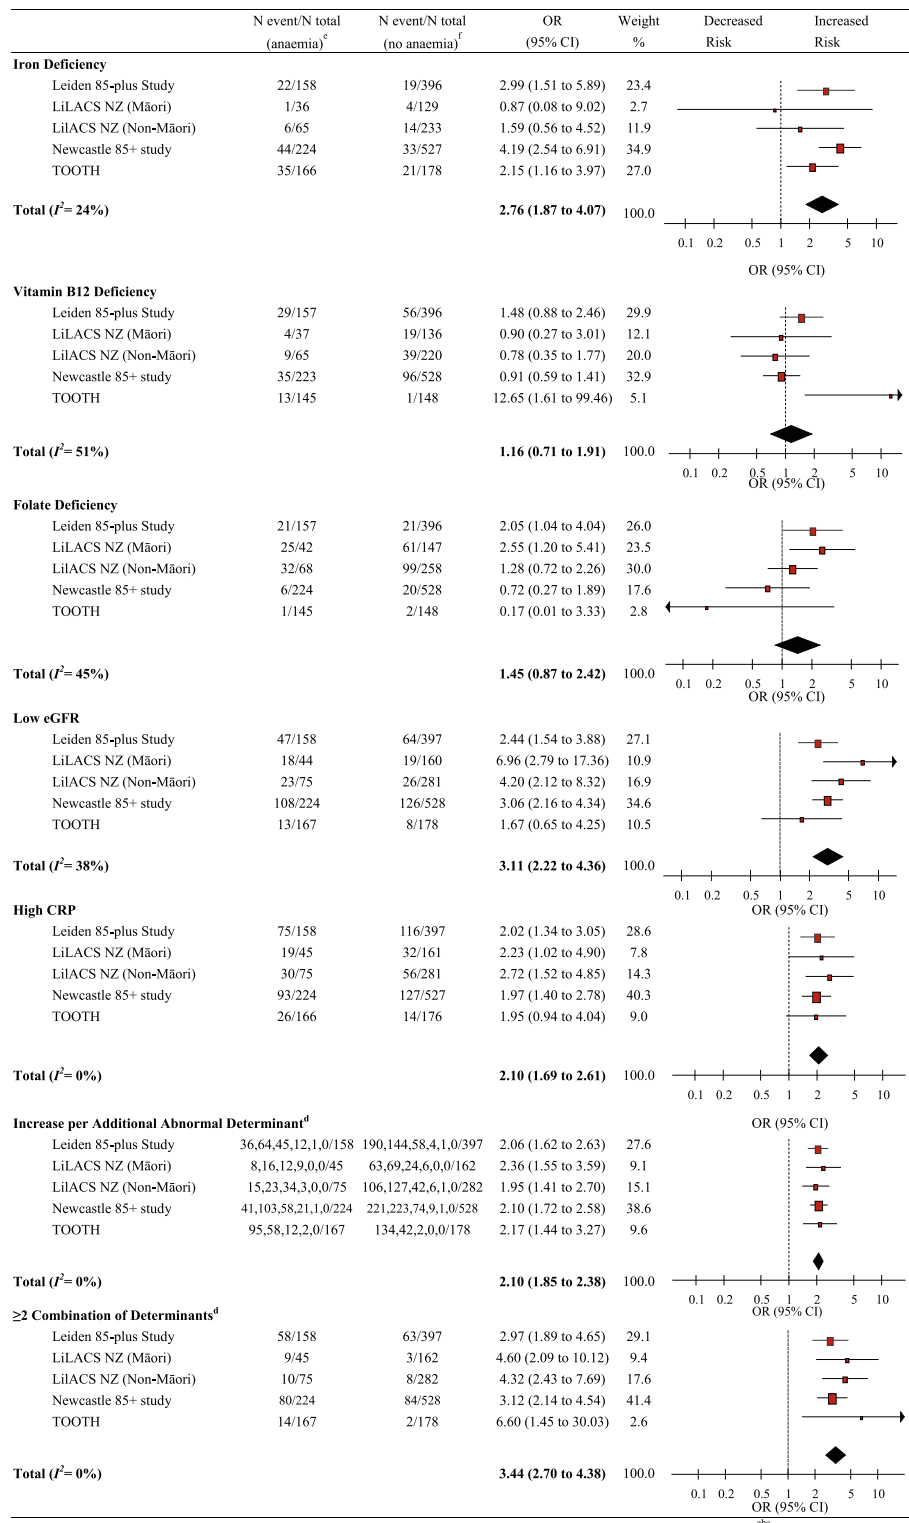 N event/N total N event/N total OR Weight Decreased Increased
(anaemia)e (no anaemia)f (95% CI) % Risk Risk
Iron Deficiency
Leiden 85-plus Study 22/158 19/396 2.99 (1.51 to 5.89) 23.4
LiLACS NZ (Māori) 1/36 4/129 0.87 (0.08 to 9.02) 2.7
LilACS NZ (Non-Māori) 6/65 14/233 1.59 (0.56 to 4.52) 11.9
Newcastle 85+ study 44/224 33/527 4.19 (2.54 to 6.91) 34.9
TOOTH 35/166 21/178 2.15 (1.16 to 3.97) 27.0
Total (I²= 24%) 2.76 (1.87 to 4.07) 100.0
0.1 0.2 0.5 1 2 5 10
OR (95% CI)
Vitamin B12 Deficiency
Leiden 85-plus Study 29/157 56/396 1.48 (0.88 to 2.46) 29.9
LiLACS NZ (Māori) 4/37 19/136 0.90 (0.27 to 3.01) 12.1
LilACS NZ (Non-Māori) 9/65 39/220 0.78 (0.35 to 1.77) 20.0
Newcastle 85+ study 35/223 96/528 0.91 (0.59 to 1.41) 32.9
TOOTH 13/145 1/148 12.65 (1.61 to 99.46) 5.1
Total (I²= 51%) 1.16 (0.71 to 1.91) 100.0
0.1 0.2 0.5 1 2 5 10
OR (95% CI)
Folate Deficiency
Leiden 85-plus Study 21/157 21/396 2.05 (1.04 to 4.04) 26.0
LiLACS NZ (Māori) 25/42 61/147 2.55 (1.20 to 5.41) 23.5
LilACS NZ (Non-Māori) 32/68 99/258 1.28 (0.72 to 2.26) 30.0
Newcastle 85+ study 6/224 20/528 0.72 (0.27 to 1.89) 17.6
TOOTH 1/145 2/148 0.17 (0.01 to 3.33) 2.8
Total (I²= 45%) 1.45 (0.87 to 2.42) 100.0
0.1 0.2 0.5 1 2 5 10
OR (95% CI)
Low eGFR
Leiden 85-plus Study 47/158 64/397 2.44 (1.54 to 3.88) 27.1
LiLACS NZ (Māori) 18/44 19/160 6.96 (2.79 to 17.36) 10.9
LilACS NZ (Non-Māori) 23/75 26/281 4.20 (2.12 to 8.32) 16.9
Newcastle 85+ study 108/224 126/528 3.06 (2.16 to 4.34) 34.6
TOOTH 13/167 8/178 1.67 (0.65 to 4.25) 10.5
Total (I²= 38%) 3.11 (2.22 to 4.36) 100.0
0.1 0.2 0.5 1 2 5 10
OR (95% CI)
High CRP
Leiden 85-plus Study 75/158 116/397 2.02 (1.34 to 3.05) 28.6
LiLACS NZ (Māori) 19/45 32/161 2.23 (1.02 to 4.90) 7.8
LilACS NZ (Non-Māori) 30/75 56/281 2.72 (1.52 to 4.85) 14.3
Newcastle 85+ study 93/224 127/527 1.97 (1.40 to 2.78) 40.3
TOOTH 26/166 14/176 1.95 (0.94 to 4.04) 9.0
Total (I²= 0%) 2.10 (1.69 to 2.61) 100.0
0.1 0.2 0.5 1 2 5 10
OR (95% CI)
Increase per Additional Abnormal Determinantd
Leiden 85-plus Study 36,64,45,12,1,0/158 190,144,58,4,1,0/397 2.06 (1.62 to 2.63) 27.6
LiLACS NZ (Māori) 8,16,12,9,0,0/45 63,69,24,6,0,0/162 2.36 (1.55 to 3.59) 9.1
LilACS NZ (Non-Māori) 15,23,34,3,0,0/75 106,127,42,6,1,0/282 1.95 (1.41 to 2.70) 15.1
Newcastle 85+ study 41,103,58,21,1,0/224 221,223,74,9,1,0/528 2.10 (1.72 to 2.58) 38.6
TOOTH 95,58,12,2,0/167 134,42,2,0,0/178 2.17 (1.44 to 3.27) 9.6
Total (I²= 0%) 2.10 (1.85 to 2.38) 100.0
0.1 0.2 0.5 1 2 5 10
OR (95% CI)
≥2 Combination of Determinantsd
Leiden 85-plus Study 58/158 63/397 2.97 (1.89 to 4.65) 29.1
LiLACS NZ (Māori) 9/45 3/162 4.60 (2.09 to 10.12) 9.4
LilACS NZ (Non-Māori) 10/75 8/282 4.32 (2.43 to 7.69) 17.6
Newcastle 85+ study 80/224 84/528 3.12 (2.14 to 4.54) 41.4
TOOTH 14/167 2/178 6.60 (1.45 to 30.03) 2.6
Total (I²= 0%) 3.44 (2.70 to 4.38) 100.0
0.1 0.2 0.5 1 2 5 10
OR (95% CI)
abc